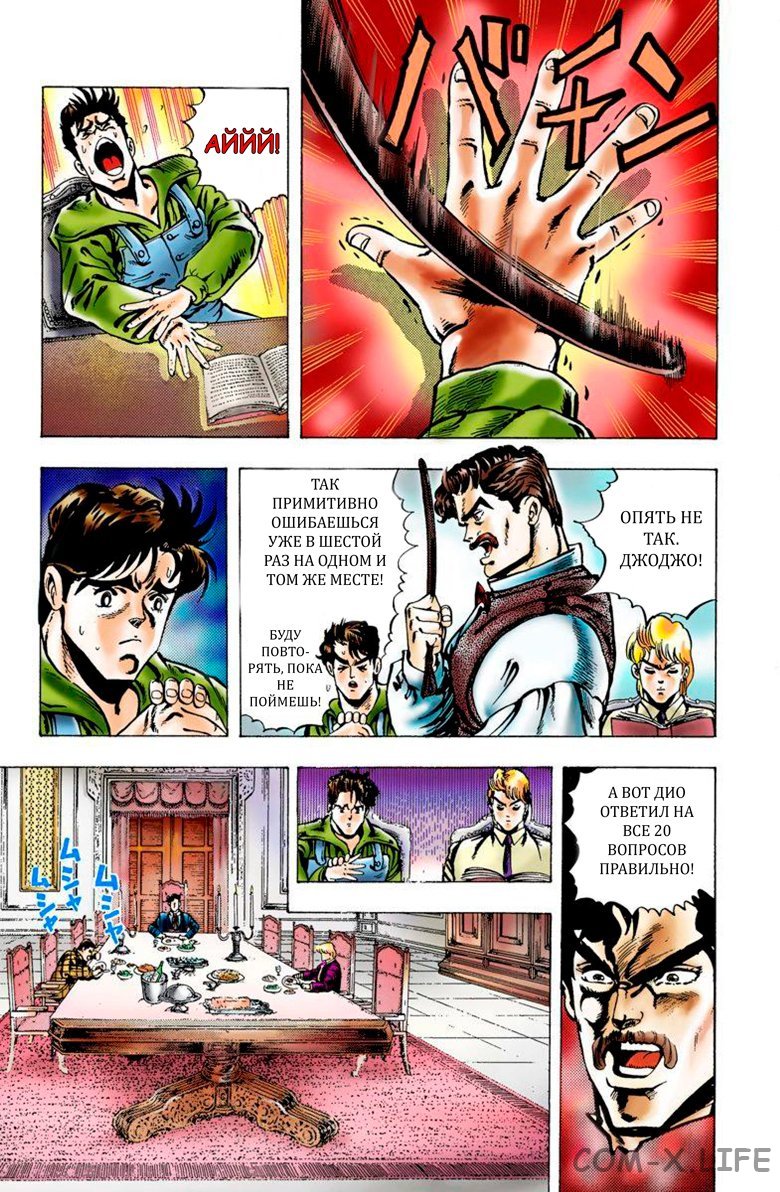 バチン
АЙЙЙ!
ОПЯТЬ НЕ
ТАК.
ДЖОДЖО!
ТАК
ПРИМИТИВНО
ОШИБАЕШЬСЯ
УЖЕ В ШЕСТОЙ
РАЗ НА ОДНОМ И
ТОМ ЖЕ МЕСТЕ!
БУДУ
ПОВТО-
РЯТЬ, ПОКА
НЕ
ПОЙМЕШЬ!
А ВОТ ДИО
ОТВЕТИЛ НА
ВСЕ 20
ВОПРОСОВ
ПРАВИЛЬНО!
ムシャ
ムシャ
ムシャ
COM-X.LIFE